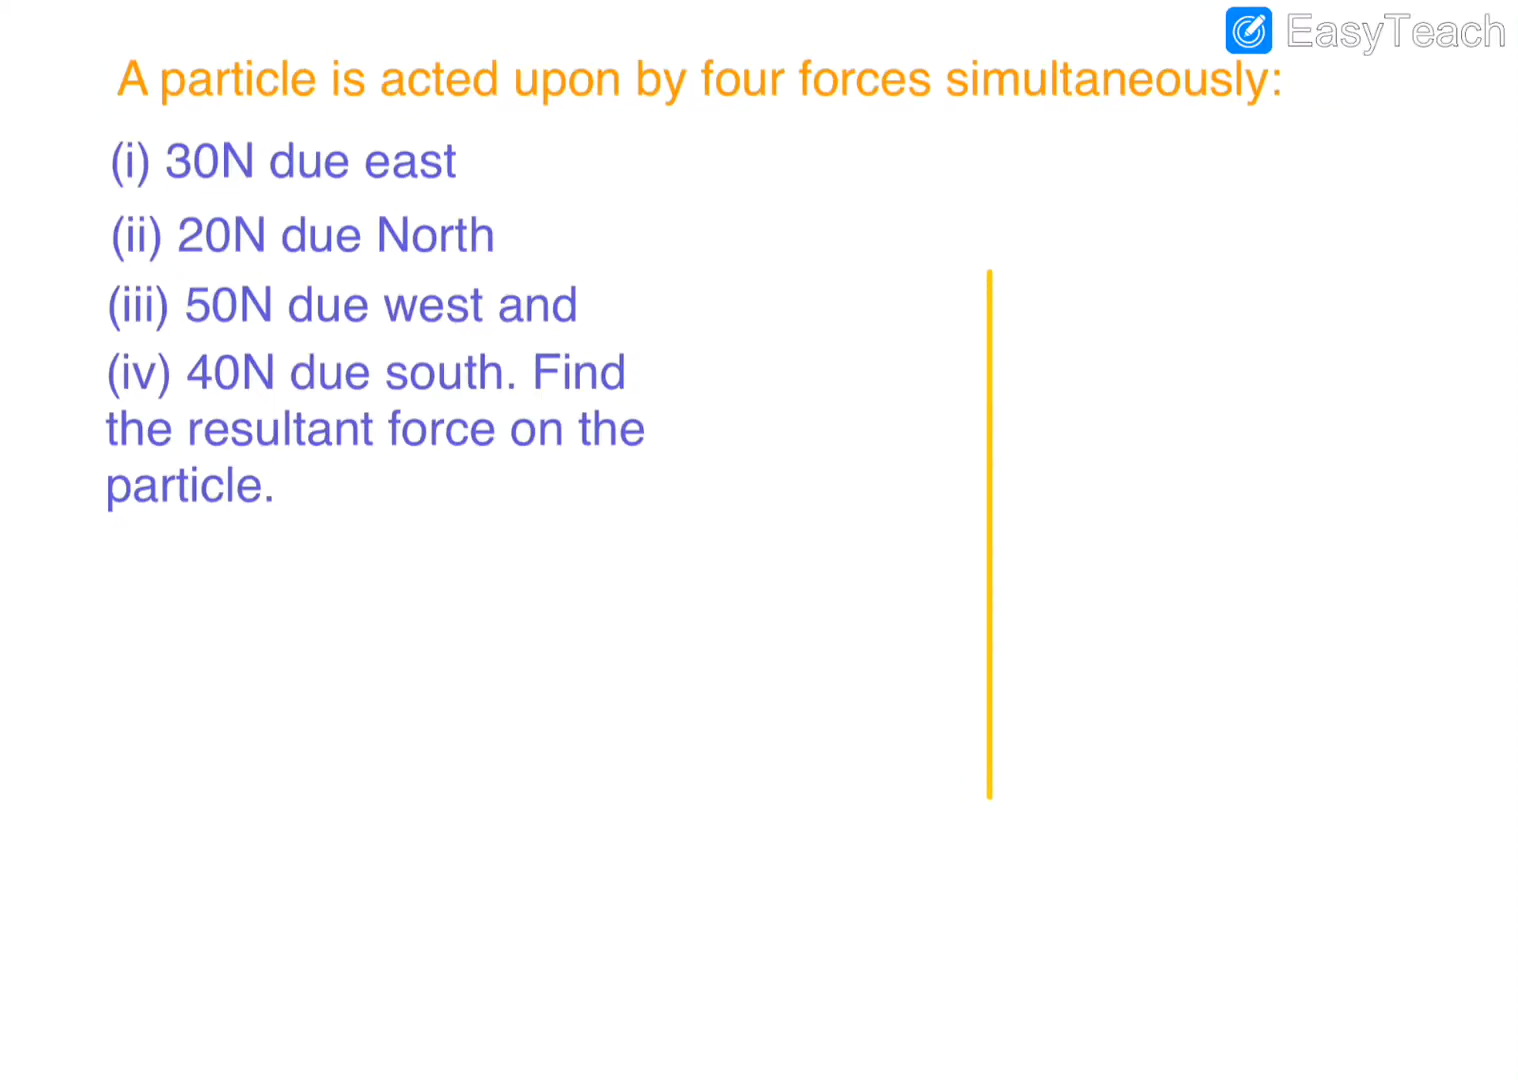 EasyTeach
A particle is acted upon by four forces simultaneously:
(i) 30N due east
(ii) 20N due North
(iii) 50N due west and
(iv) 40N due south. Find
the resultant force on the
particle.